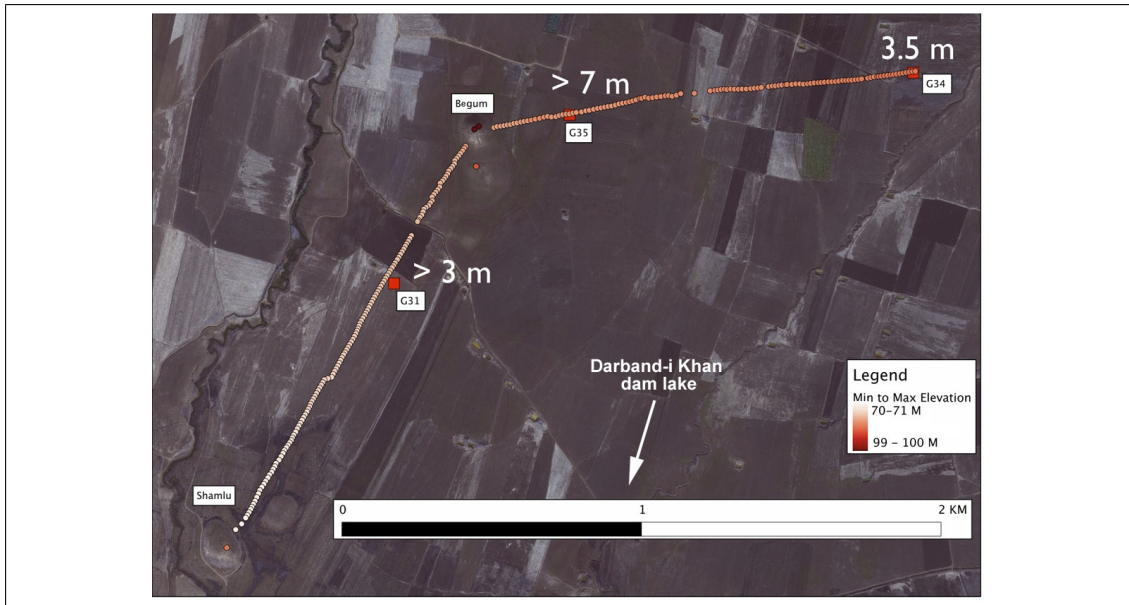 3.5 m
> 7 m
G34
Begum
G35
> 3 m
G31
Darband-i Khan
dam lake
Legend
Min to Max Elevation
70-71 M
99 - 100 M
Shamlu
0
1
2 KM